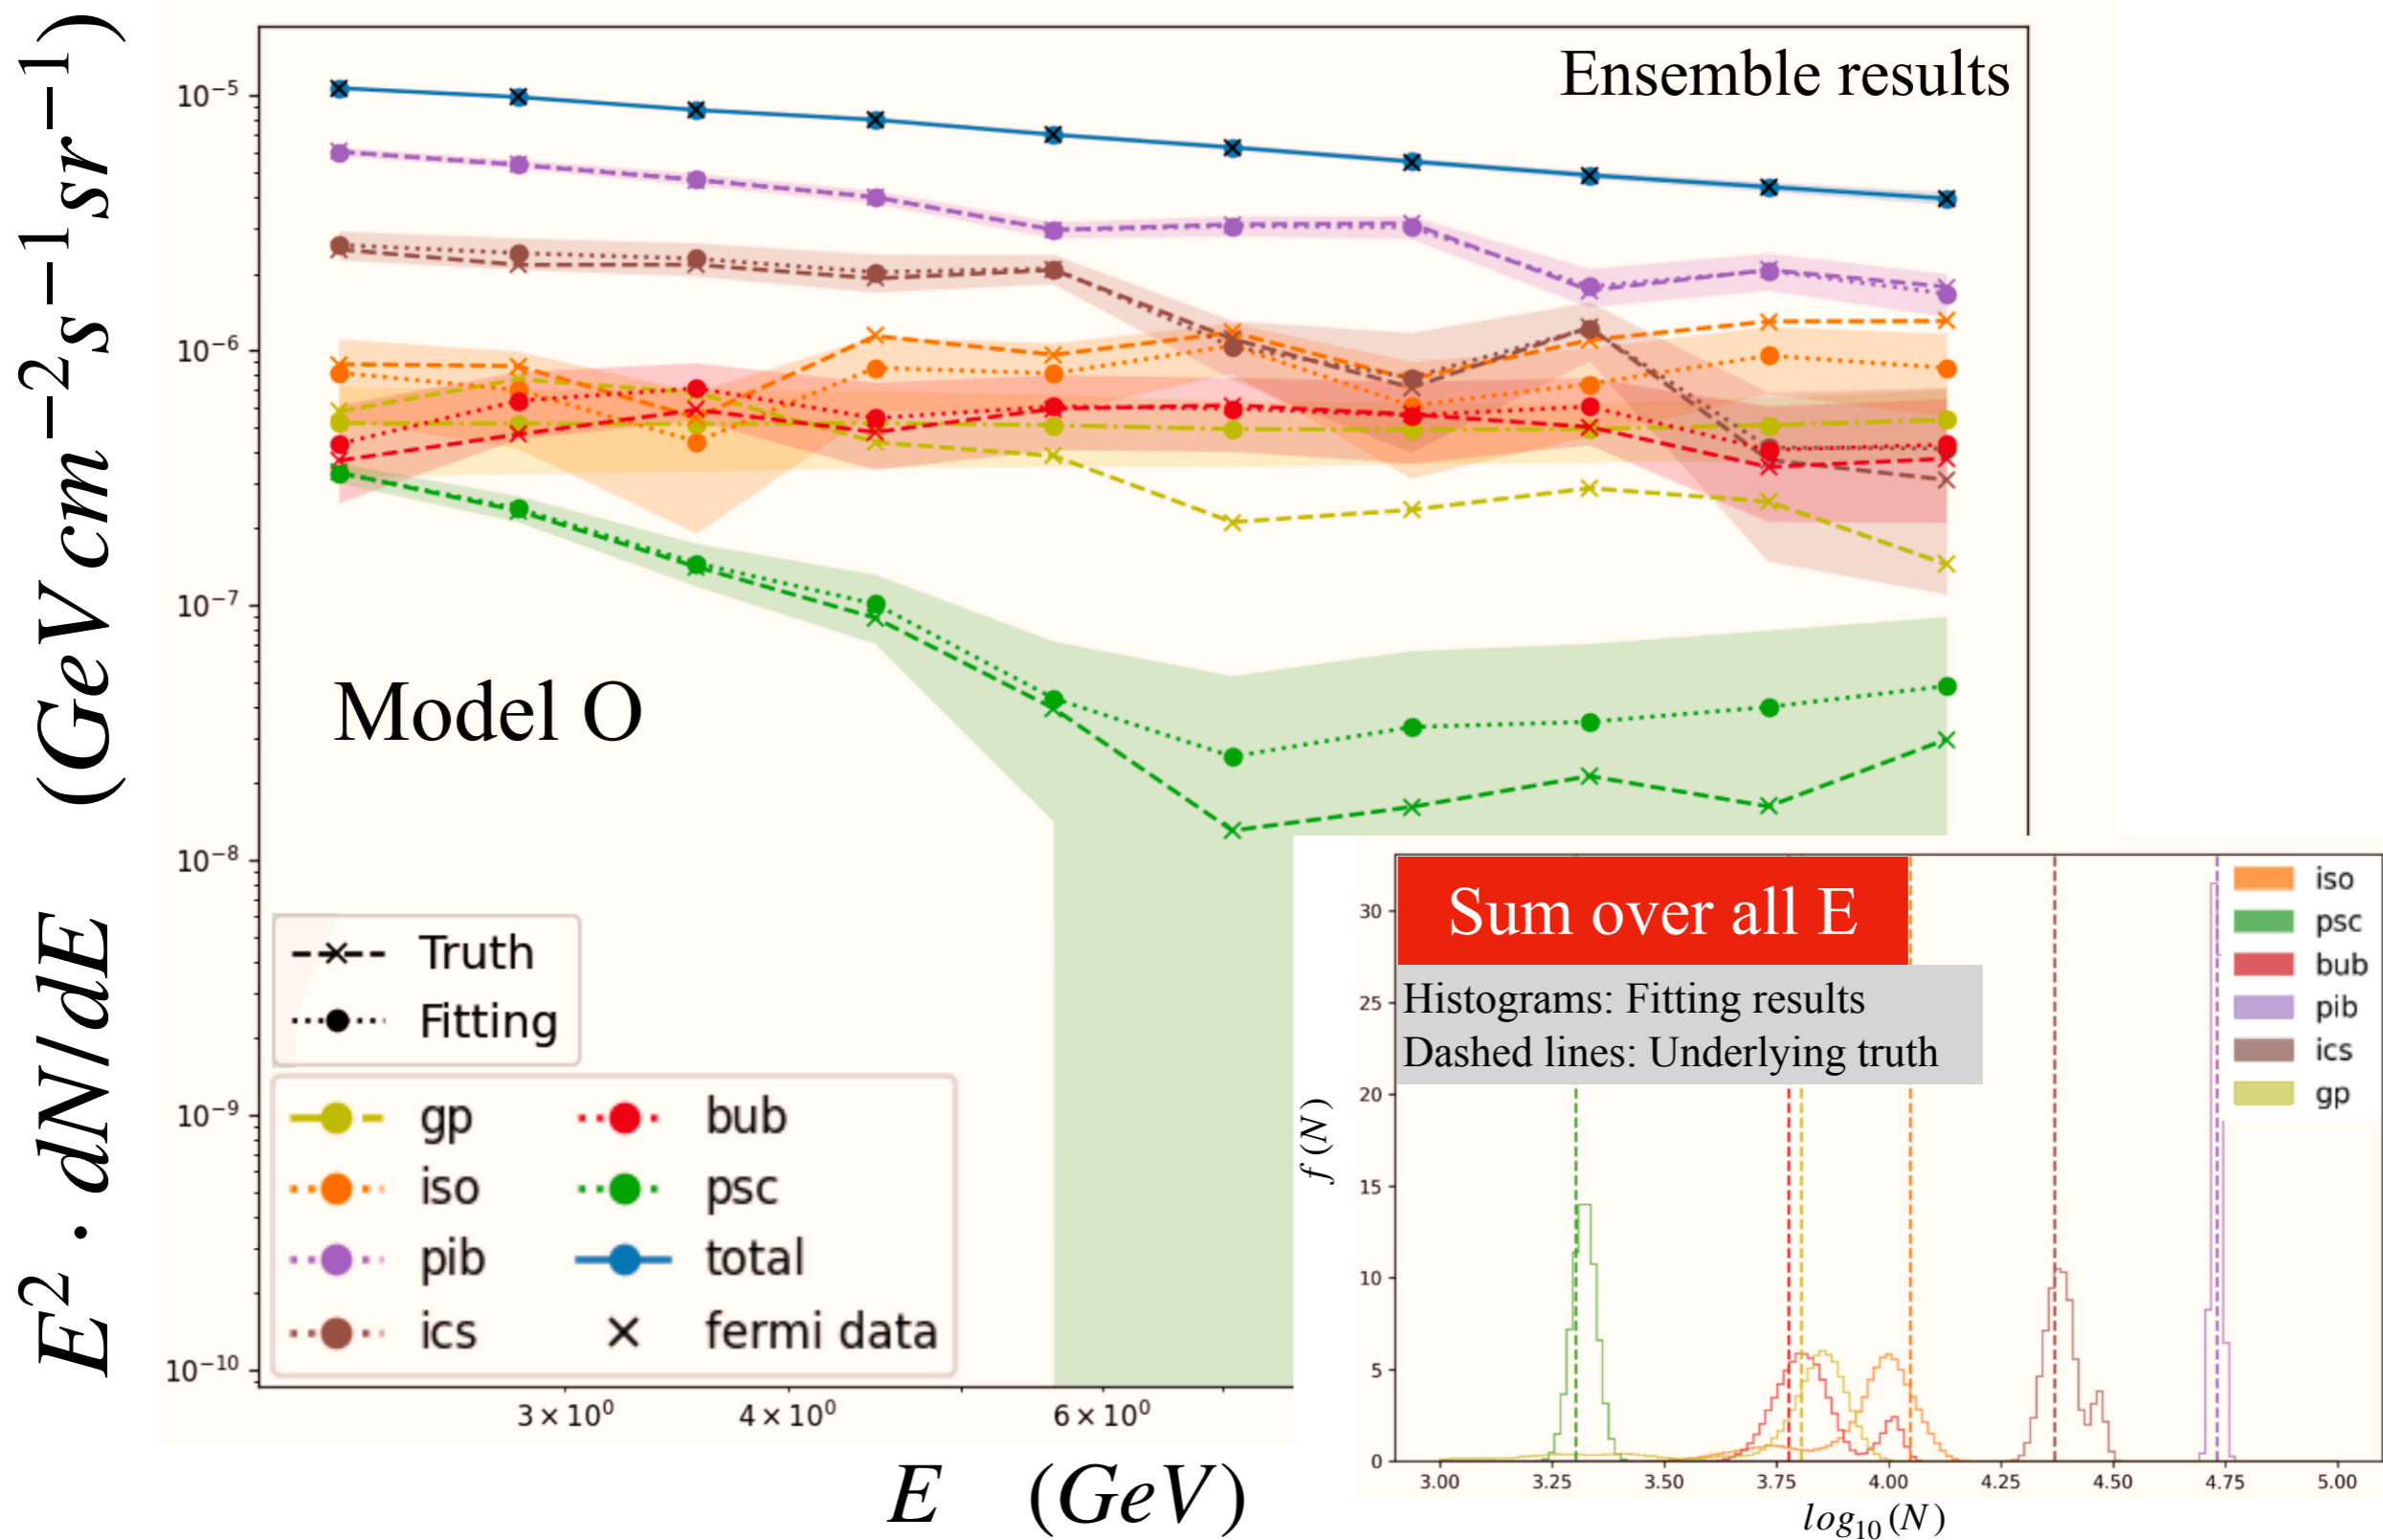 Ensemble results
E² · dN/dE (GeV cm⁻²s⁻¹sr⁻¹)
10⁻⁵
10⁻⁶
10⁻⁷
10⁻⁸
10⁻⁹
10⁻¹⁰
Model O
Truth
Fitting
gp
iso
pib
ics
bub
psc
total
fermi data
3×10⁰ 4×10⁰ 6×10⁰
E (GeV)
Sum over all E
Histograms: Fitting results
Dashed lines: Underlying truth
iso
psc
bub
pib
ics
gp
f(N)
30
25
20
15
10
5
0
3.00 3.25 3.50 3.75 4.00 4.25 4.50 4.75 5.00
log₁₀(N)